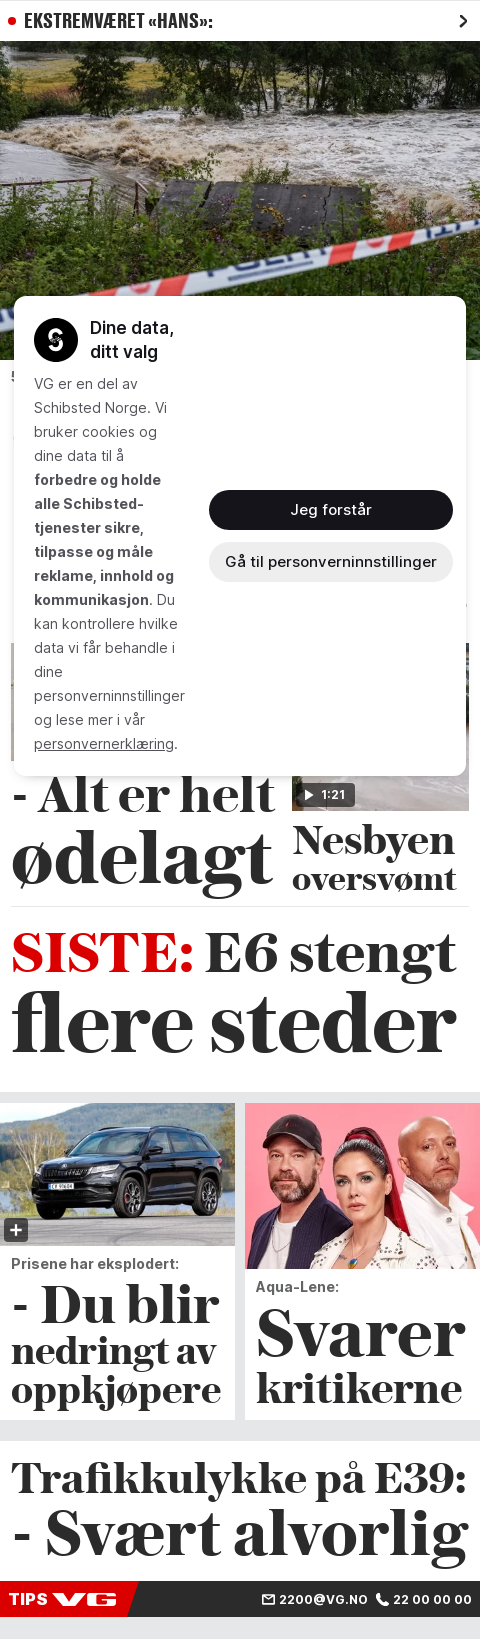 EKSTREMVÆRET «HANS»:
Dine data,
ditt valg
VG er en del av
Schibsted Norge. Vi
bruker cookies og
dine data til å
forbedre og holde
alle Schibsted-
tjenester sikre,
tilpasse og måle
reklame, innhold og
kommunikasjon. Du
kan kontrollere hvilke
data vi får behandle i
dine
personverninnstillinger
og lese mer i vår
personvernerklæring.
Jeg forstår
Gå til personverninnstillinger
- Alt er helt
ødelagt
1:21
Nesbyen
oversvømt
SISTE: E6 stengt
flere steder
Prisene har eksplodert:
- Du blir
nedringt av
oppkjøpere
Aqua-Lene:
Svarer
kritikerne
Trafikkulykke på E39:
- Svært alvorlig
TIPS VG
2200@VG.NO 22 00 00 00